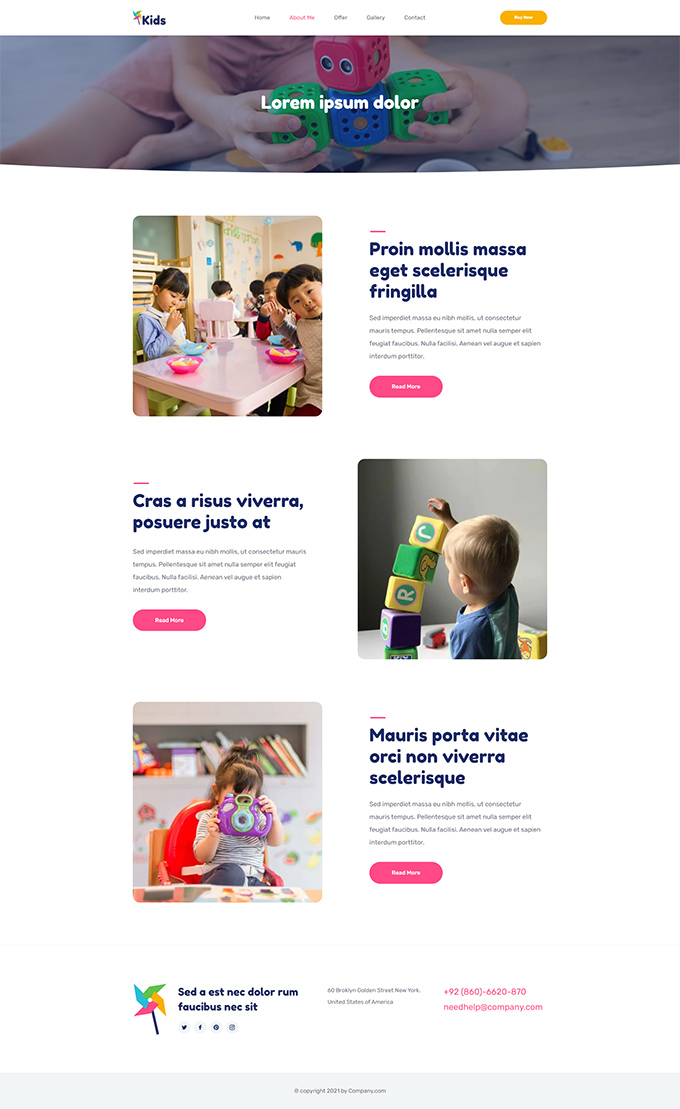 Kids
Home About Me Offer Gallery Contact
Buy Now
Lorem ipsum dolor
Proin mollis massa
eget scelerisque
fringilla
Sed imperdiet massa eu nibh mollis, ut consectetur
mauris tempus. Pellentesque sit amet nulla semper elit
feugiat faucibus. Nulla facilisi. Aenean vel augue et sapien
interdum porttitor.
Read More
Cras a risus viverra,
posuere justo at
Sed imperdiet massa eu nibh mollis, ut consectetur mauris
tempus. Pellentesque sit amet nulla semper elit feugiat
faucibus. Nulla facilisi. Aenean vel augue et sapien
interdum porttitor.
Read More
R
Mauris porta vitae
orci non viverra
scelerisque
Sed imperdiet massa eu nibh mollis, ut consectetur
mauris tempus. Pellentesque sit amet nulla semper elit
feugiat faucibus. Nulla facilisi. Aenean vel augue et sapien
interdum porttitor.
Read More
Sed a est nec dolor rum
faucibus nec sit
60 Broklyn Golden Street New York,
United States of America
+92 (860)-6620-870
needhelp@company.com
© copyright 2021 by Company.com